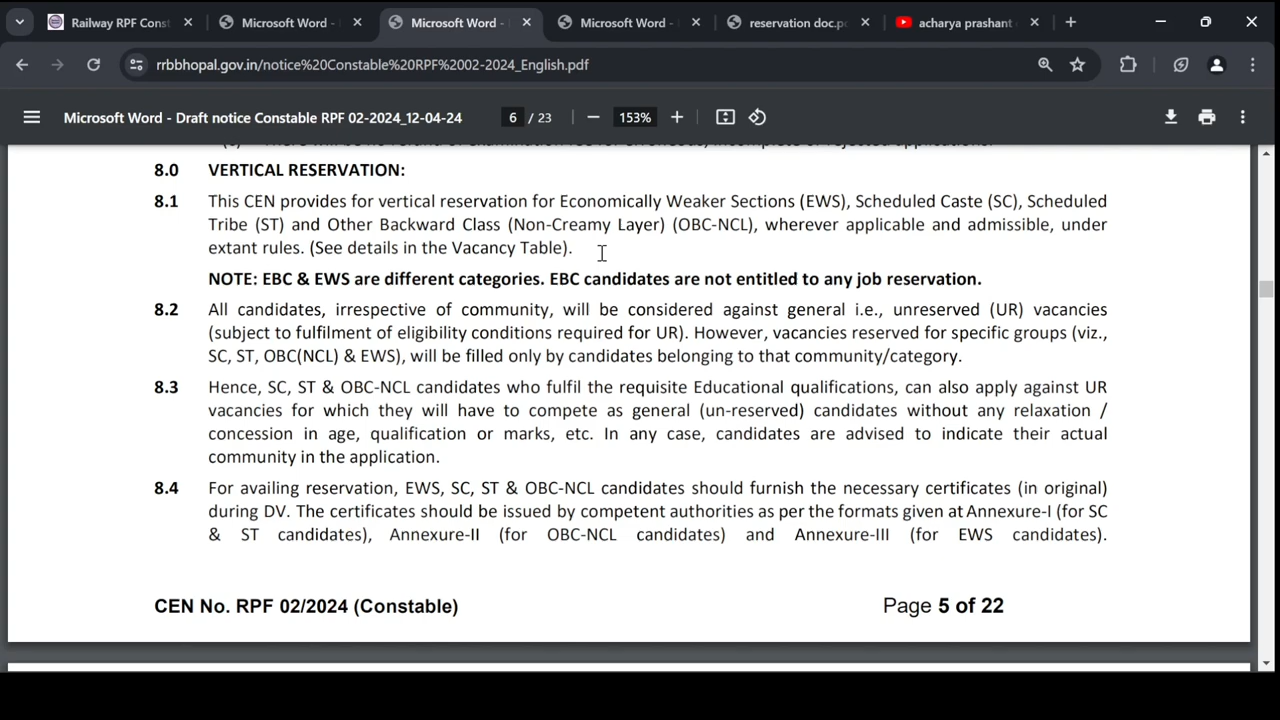 Railway RPF Const
Microsoft Word -
Microsoft Word -
Microsoft Word -
reservation doc.p
acharya prashant
rrbbhopal.gov.in/notice%20Constable%20RPF%2002-2024_English.pdf
Microsoft Word - Draft notice Constable RPF 02-2024_12-04-24
6 / 23
153%
8.0 VERTICAL RESERVATION:
8.1 This CEN provides for vertical reservation for Economically Weaker Sections (EWS), Scheduled Caste (SC), Scheduled
Tribe (ST) and Other Backward Class (Non-Creamy Layer) (OBC-NCL), wherever applicable and admissible, under
extant rules. (See details in the Vacancy Table).
NOTE: EBC & EWS are different categories. EBC candidates are not entitled to any job reservation.
8.2 All candidates, irrespective of community, will be considered against general i.e., unreserved (UR) vacancies
(subject to fulfilment of eligibility conditions required for UR). However, vacancies reserved for specific groups (viz.,
SC, ST, OBC(NCL) & EWS), will be filled only by candidates belonging to that community/category.
8.3 Hence, SC, ST & OBC-NCL candidates who fulfil the requisite Educational qualifications, can also apply against UR
vacancies for which they will have to compete as general (un-reserved) candidates without any relaxation /
concession in age, qualification or marks, etc. In any case, candidates are advised to indicate their actual
community in the application.
8.4 For availing reservation, EWS, SC, ST & OBC-NCL candidates should furnish the necessary certificates (in original)
during DV. The certificates should be issued by competent authorities as per the formats given at Annexure-I (for SC
& ST candidates), Annexure-II (for OBC-NCL candidates) and Annexure-III (for EWS candidates).
CEN No. RPF 02/2024 (Constable) Page 5 of 22